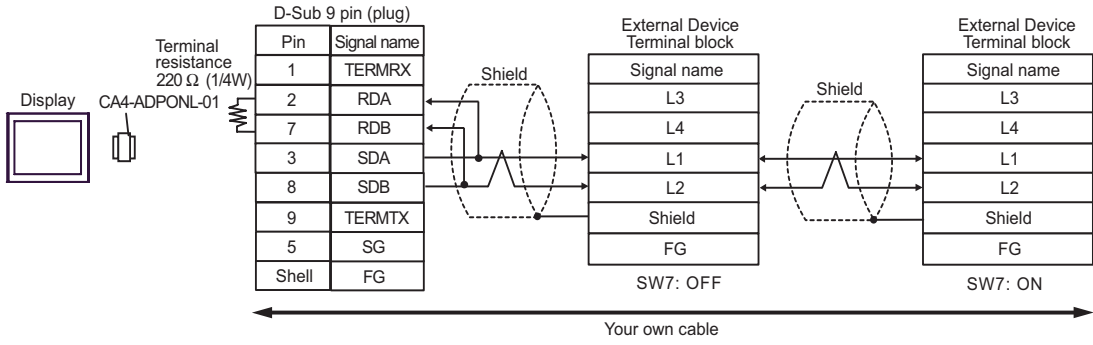 D-Sub 9 pin (plug)
Pin Signal name
1 TERMRX
2 RDA
7 RDB
3 SDA
8 SDB
9 TERMTX
5 SG
Shell FG
Terminal
resistance
220 Ω (1/4W)
Display
CA4-ADPONL-01
Shield
External Device
Terminal block
Signal name
L3
L4
L1
L2
Shield
FG
SW7: OFF
Shield
External Device
Terminal block
Signal name
L3
L4
L1
L2
Shield
FG
SW7: ON
Your own cable